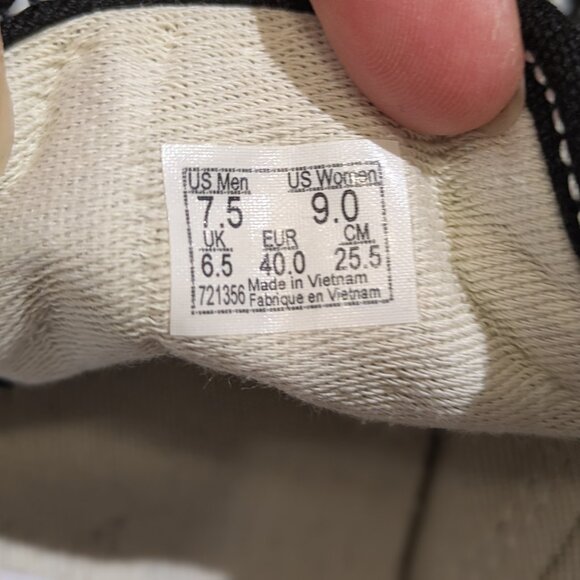 US Men US Women
7.5 9.0
UK EUR CM
6.5 40.0 25.5
721356 Made in Vietnam
Fabrique en Vietnam